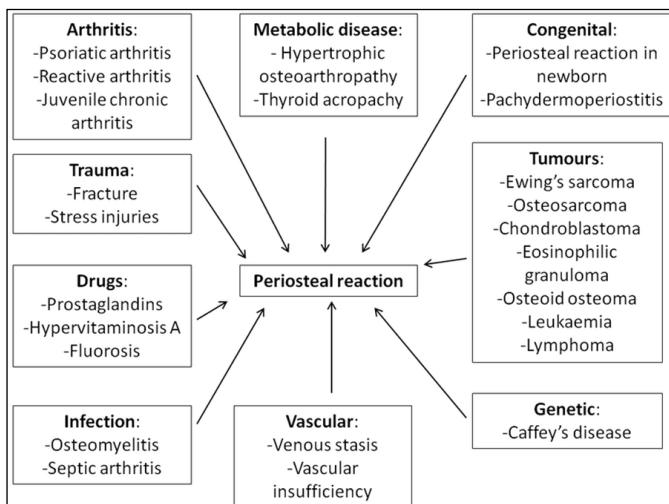 Arthritis:
-Psoriatic arthritis
-Reactive arthritis
-Juvenile chronic
arthritis
Metabolic disease:
- Hypertrophic
osteoarthropathy
-Thyroid acropachy
Congenital:
-Periosteal reaction in
newborn
-Pachydermoperiostitis
Trauma:
-Fracture
-Stress injuries
Tumours:
-Ewing's sarcoma
-Osteosarcoma
-Chondroblastoma
-Eosinophilic
granuloma
-Osteoid osteoma
-Leukaemia
-Lymphoma
Periosteal reaction
Drugs:
-Prostaglandins
-Hypervitaminosis A
-Fluorosis
Infection:
-Osteomyelitis
-Septic arthritis
Vascular:
-Venous stasis
-Vascular
insufficiency
Genetic:
-Caffey's disease